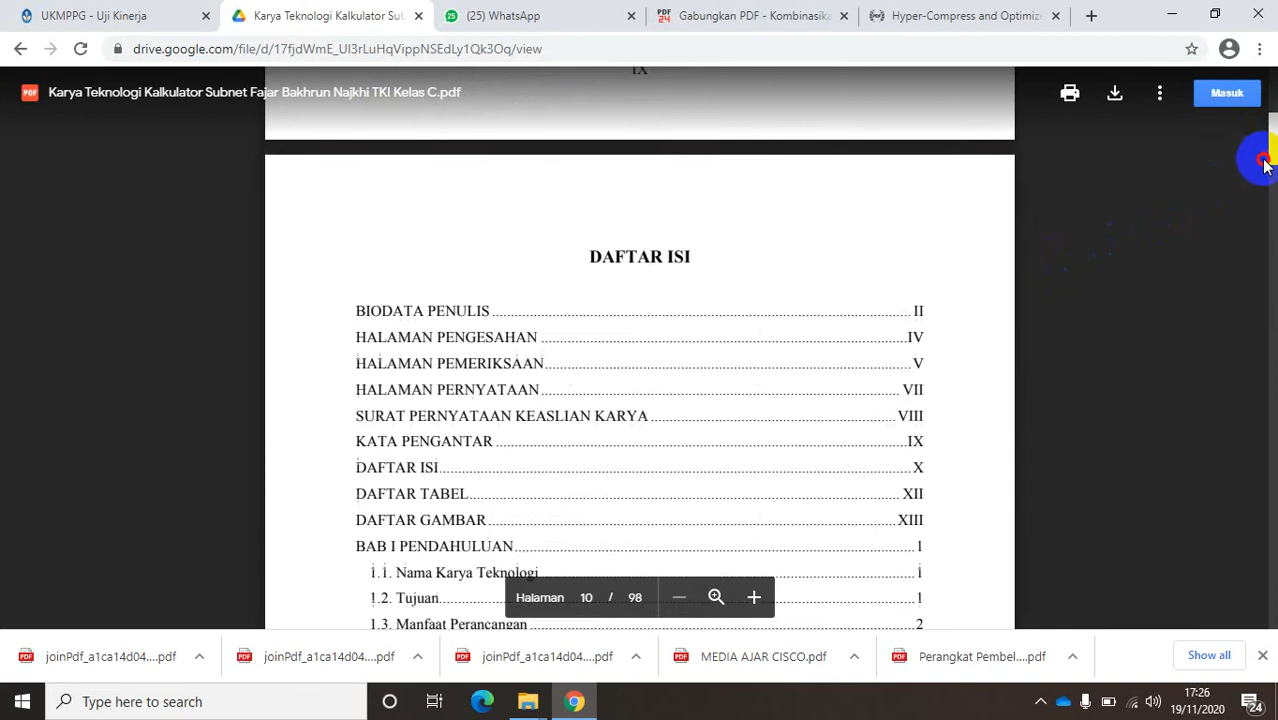 UKMPPG - Uji Kinerja
Karya Teknologi Kalkulator Sub
(25) WhatsApp
Gabungkan PDF - Kombinasika
Hyper-Compress and Optimize
drive.google.com/file/d/17fjdWmE_UI3rLuHqVippNSEdLy1Qk3Oq/view
IX
Karya Teknologi Kalkulator Subnet Fajar Bakhrun Najkhi TKI Kelas C.pdf
Masuk
DAFTAR ISI
BIODATA PENULIS II
HALAMAN PENGESAHAN IV
HALAMAN PEMERIKSAAN V
HALAMAN PERNYATAAN VII
SURAT PERNYATAAN KEASLIAN KARYA VIII
KATA PENGANTAR IX
DAFTAR ISI X
DAFTAR TABEL XII
DAFTAR GAMBAR XIII
BAB I PENDAHULUAN 1
1.1. Nama Karya Teknologi 1
1.2. Tujuan 1
1.3. Manfaat Perancangan 2
Halaman 10 / 98
joinPdf_a1ca14d04....pdf
joinPdf_a1ca14d04....pdf
joinPdf_a1ca14d04....pdf
MEDIA AJAR CISCO.pdf
Perangkat Pembel....pdf
Show all
Type here to search
17:26
19/11/2020
24